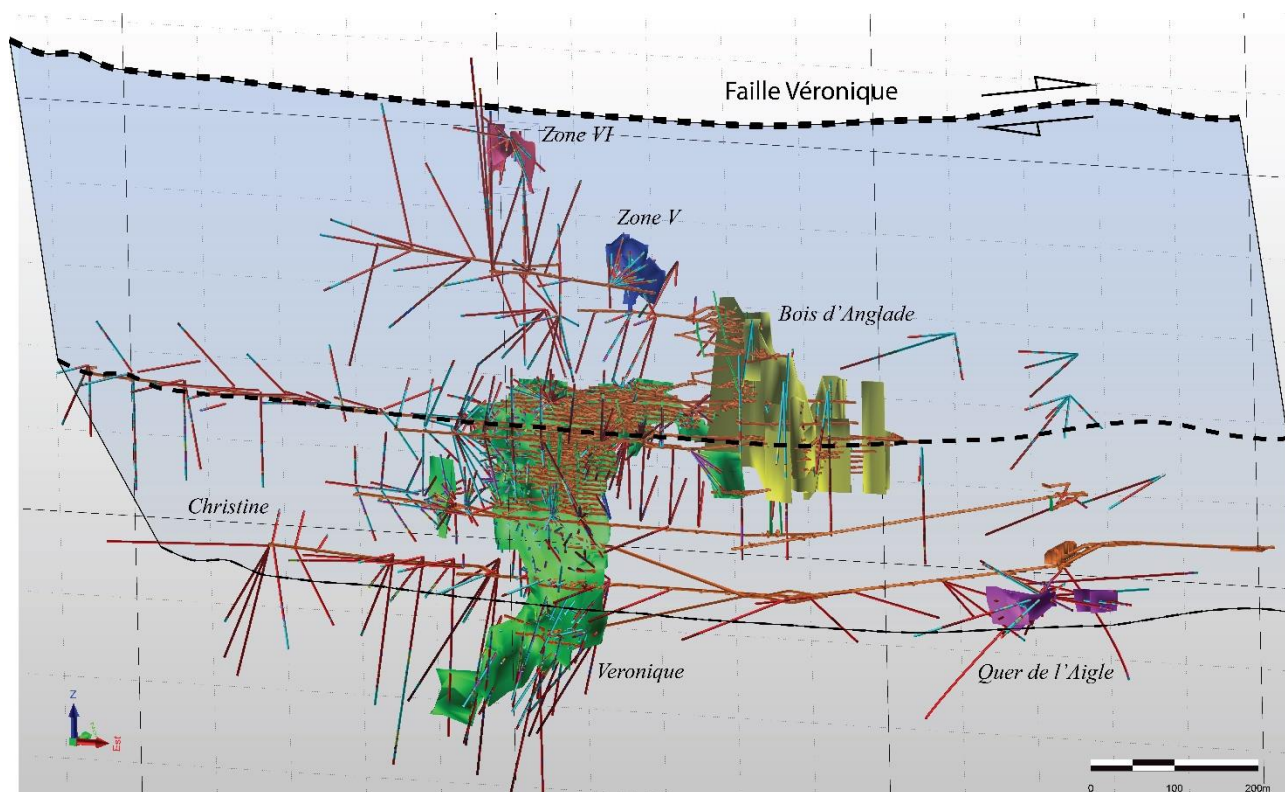 Faille Véronique
Zone VI
Zone V
Bois d'Anglade
Christine
Veronique
Quer de l'Aigle
Z
Est
0 100 200m